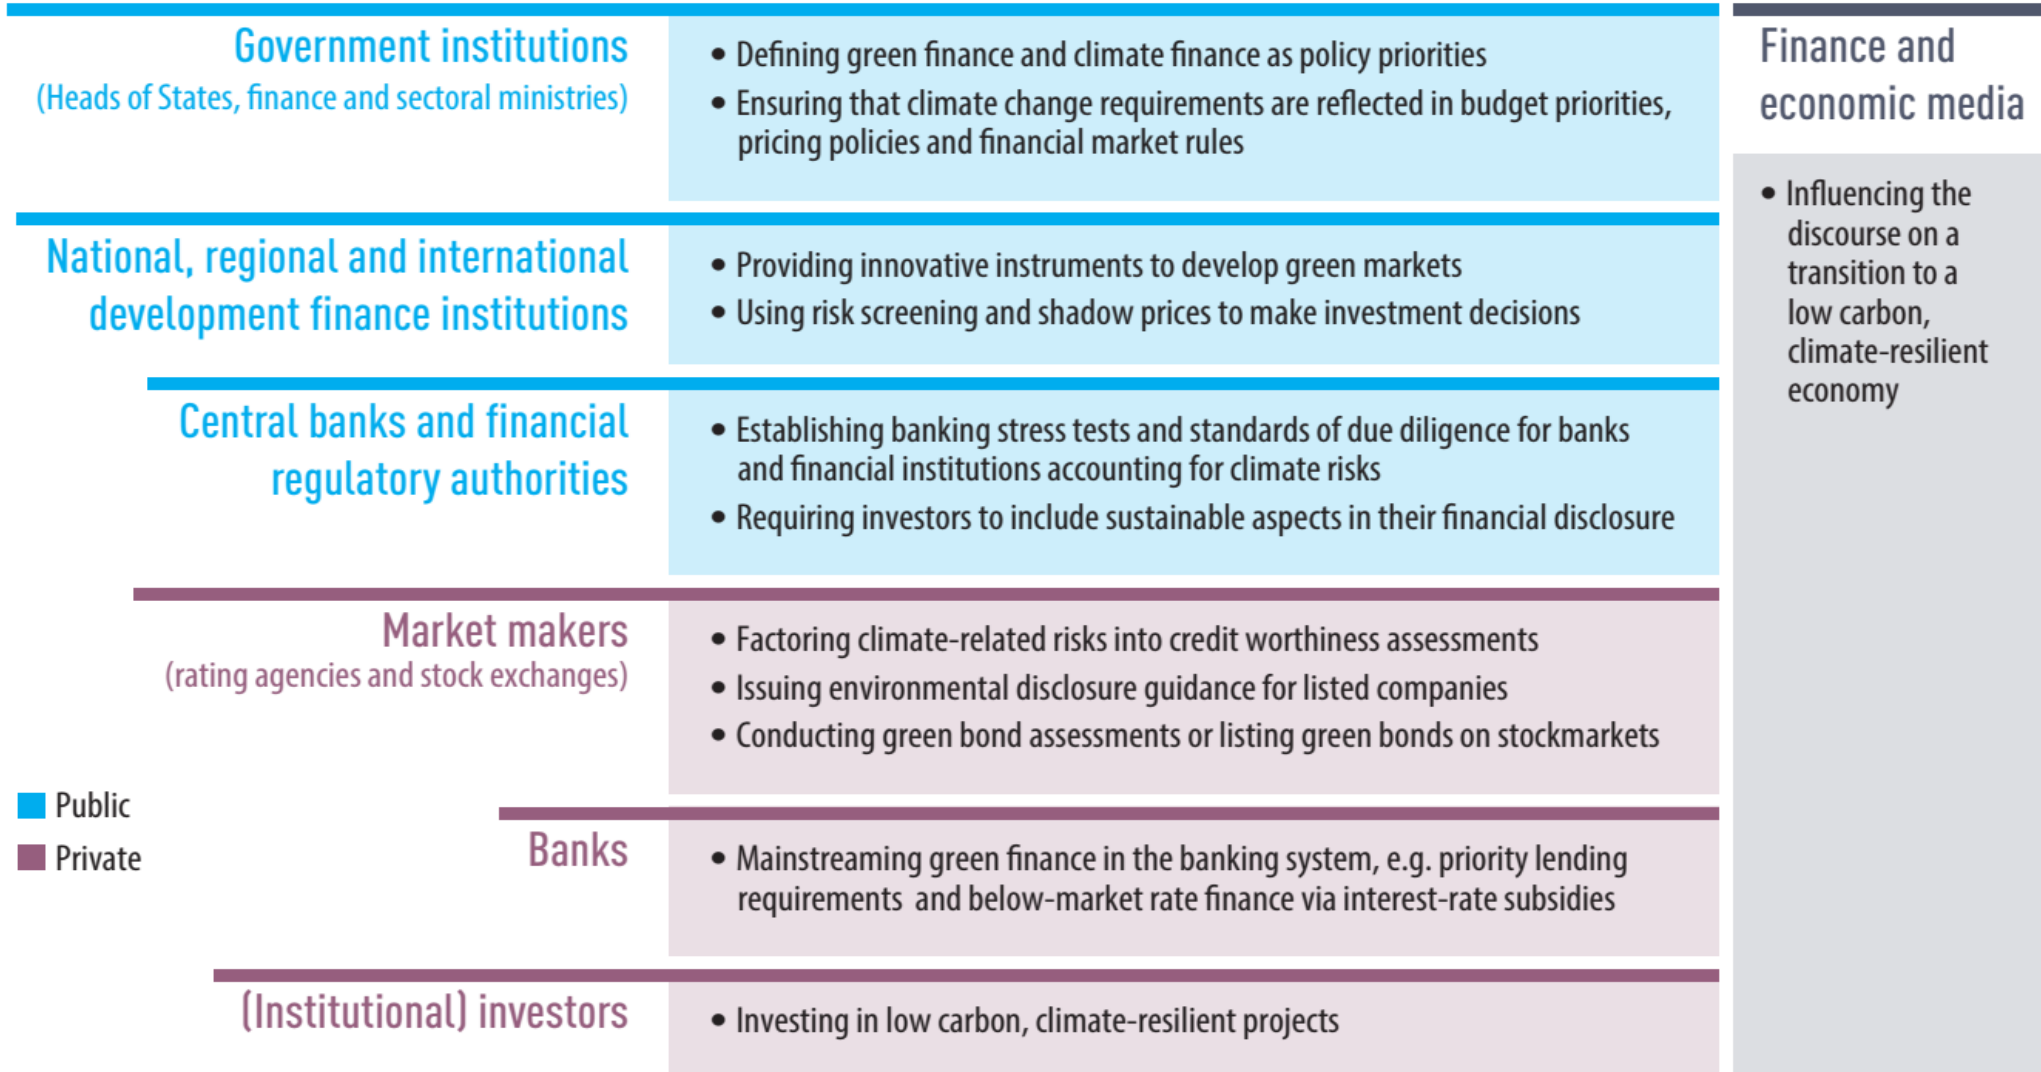 Government institutions
(Heads of States, finance and sectoral ministries)
• Defining green finance and climate finance as policy priorities
• Ensuring that climate change requirements are reflected in budget priorities,
pricing policies and financial market rules
National, regional and international
development finance institutions
• Providing innovative instruments to develop green markets
• Using risk screening and shadow prices to make investment decisions
Central banks and financial
regulatory authorities
• Establishing banking stress tests and standards of due diligence for banks
and financial institutions accounting for climate risks
• Requiring investors to include sustainable aspects in their financial disclosure
Market makers
(rating agencies and stock exchanges)
• Factoring climate-related risks into credit worthiness assessments
• Issuing environmental disclosure guidance for listed companies
• Conducting green bond assessments or listing green bonds on stockmarkets
Banks
• Mainstreaming green finance in the banking system, e.g. priority lending
requirements and below-market rate finance via interest-rate subsidies
(Institutional) investors
• Investing in low carbon, climate-resilient projects
Public
Private
Finance and
economic media
• Influencing the
discourse on a
transition to a
low carbon,
climate-resilient
economy